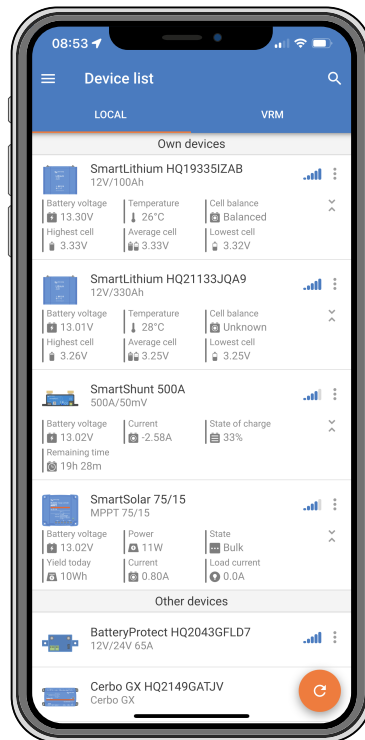 08:53
Device list
LOCAL VRM
Own devices
SmartLithium HQ19335IZAB
12V/100Ah
Battery voltage Temperature Cell balance
13.30V 26°C Balanced
Highest cell Average cell Lowest cell
3.33V 3.33V 3.32V
SmartLithium HQ21133JQA9
12V/330Ah
Battery voltage Temperature Cell balance
13.01V 28°C Unknown
Highest cell Average cell Lowest cell
3.26V 3.25V 3.25V
SmartShunt 500A
500A/50mV
Battery voltage Current State of charge
13.02V -2.58A 33%
Remaining time
19h 28m
SmartSolar 75/15
MPPT 75/15
Battery voltage Power State
13.02V 11W Bulk
Yield today Current Load current
10Wh 0.80A 0.0A
Other devices
BatteryProtect HQ2043GFLD7
12V/24V 65A
Cerbo GX HQ2149GATJV
Cerbo GX